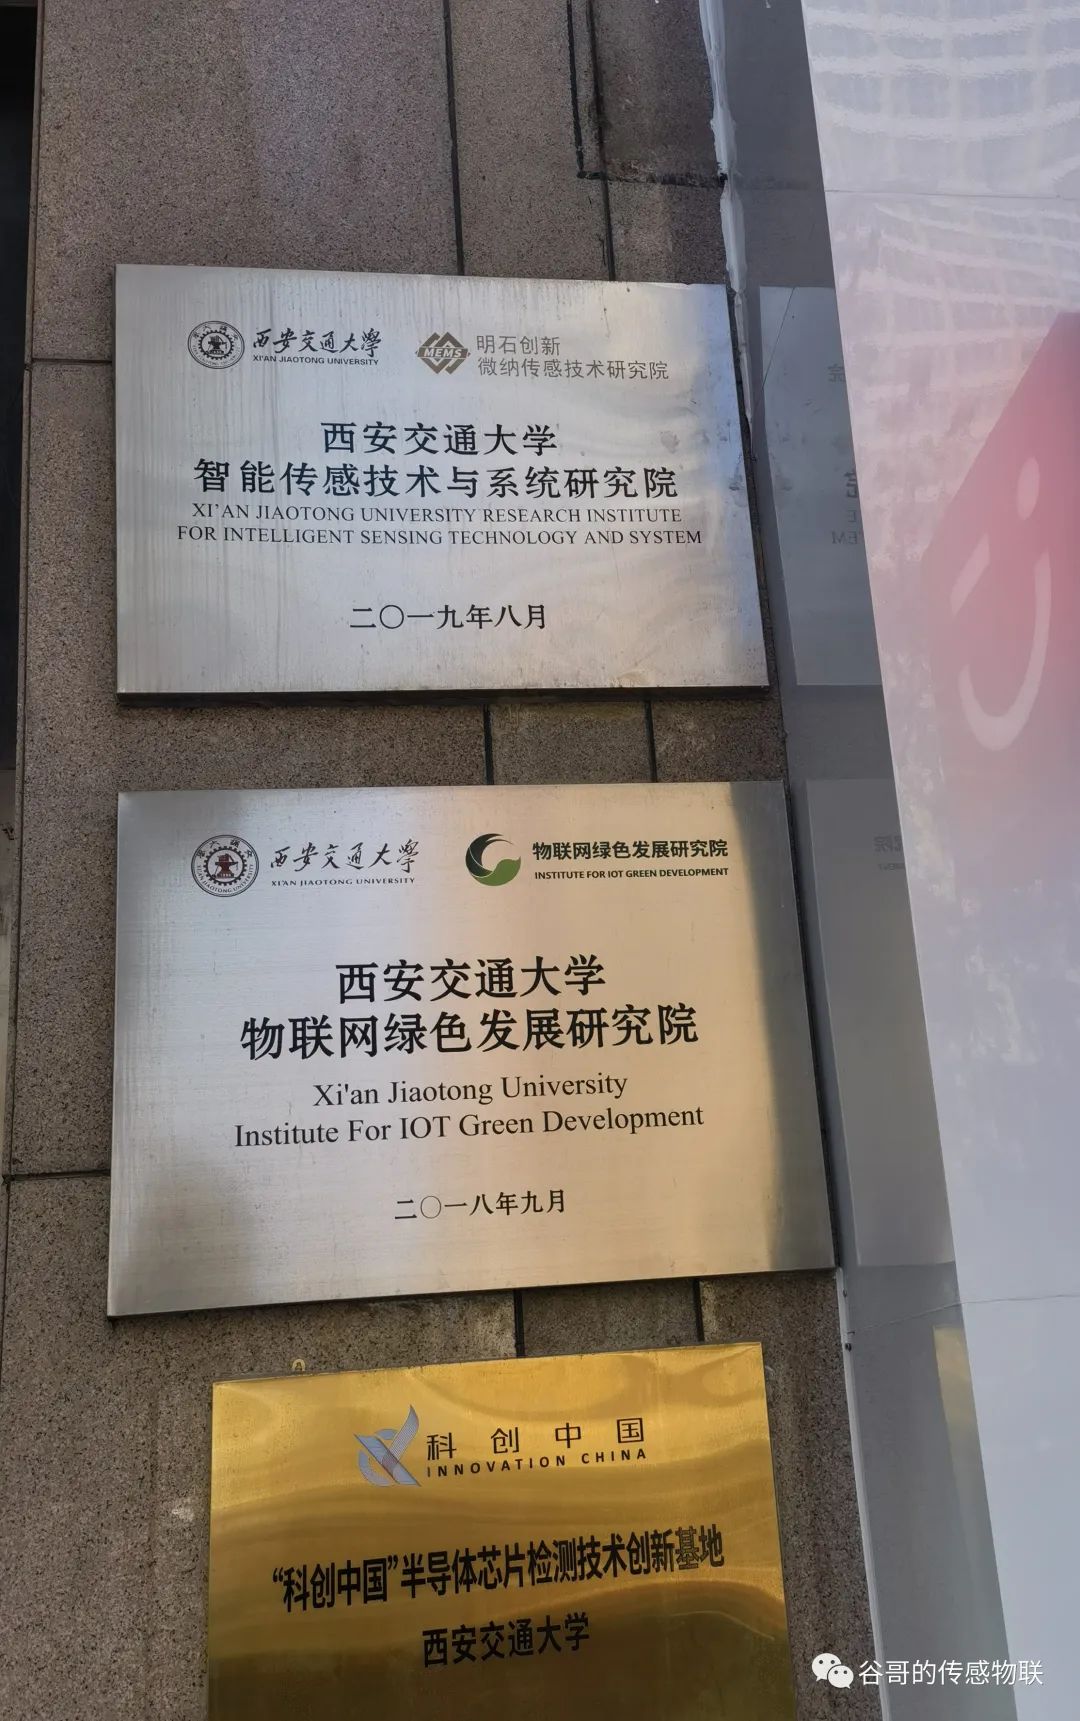 西安交通大学
XI'AN JIAOTONG UNIVERSITY
MEMS
明石创新
微纳传感技术研究院
西安交通大学
智能传感技术与系统研究院
XI'AN JIAOTONG UNIVERSITY RESEARCH INSTITUTE
FOR INTELLIGENT SENSING TECHNOLOGY AND SYSTEM
二〇一九年八月
西安交通大学
XI'AN JIAOTONG UNIVERSITY
物联网绿色发展研究院
INSTITUTE FOR IOT GREEN DEVELOPMENT
西安交通大学
物联网绿色发展研究院
Xi'an Jiaotong University
Institute For IOT Green Development
二〇一八年九月
科创中国
INNOVATION CHINA
“科创中国”半导体芯片检测技术创新基地
西安交通大学
谷哥的传感物联